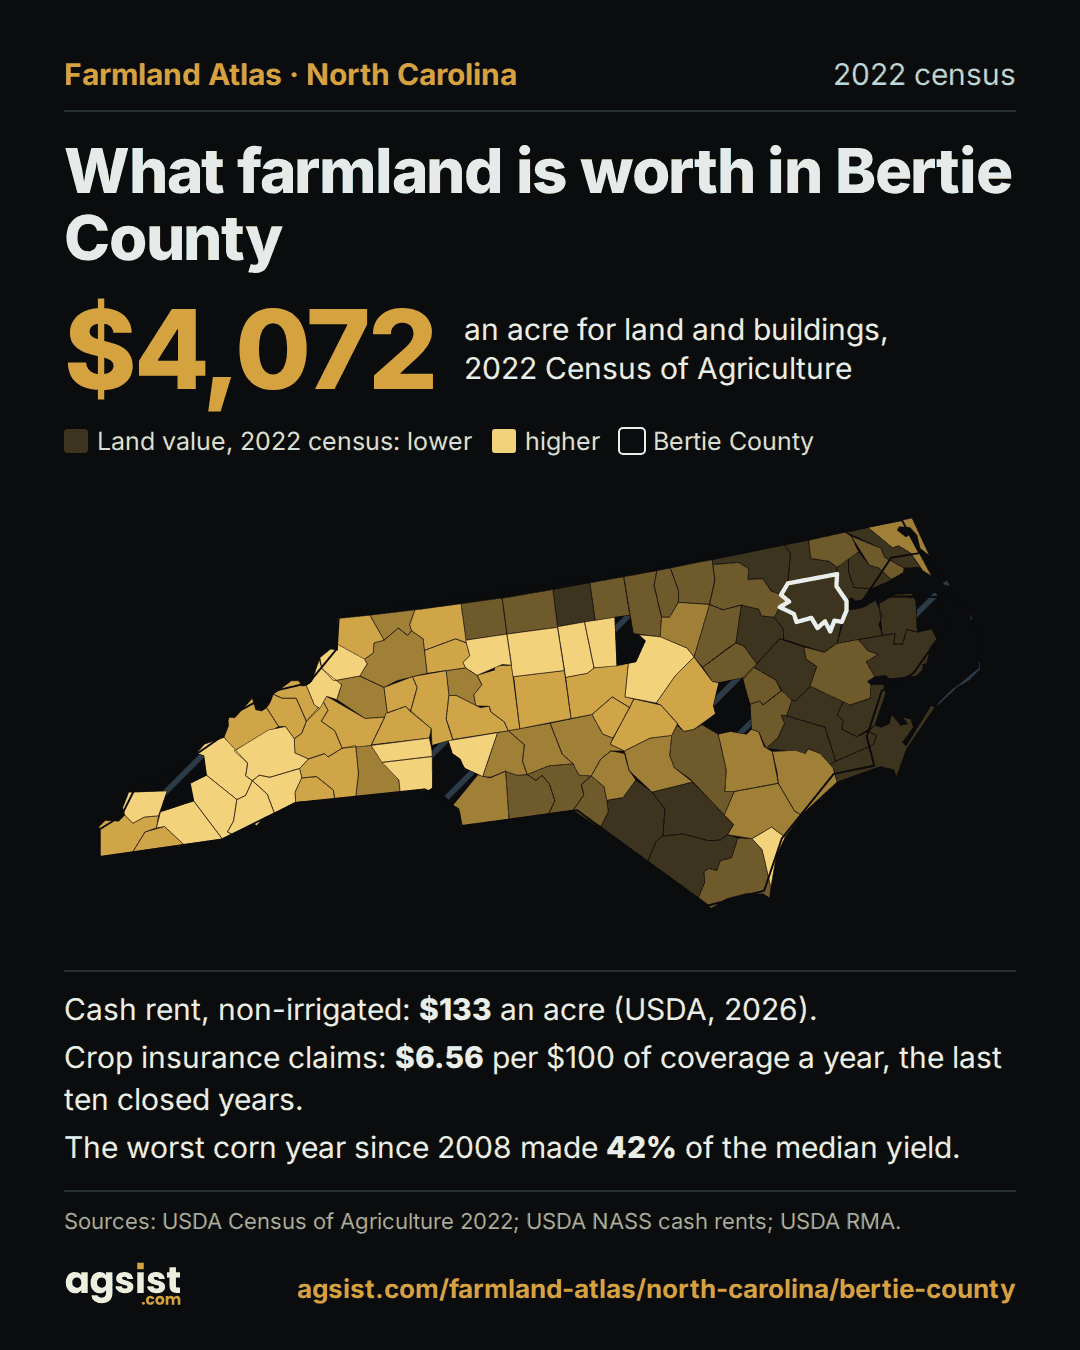 Farmland Atlas · North Carolina
2022 census
What farmland is worth in Bertie
County
$4,072
an acre for land and buildings,
2022 Census of Agriculture
Land value, 2022 census: lower
higher
Bertie County
Cash rent, non-irrigated: $133 an acre (USDA, 2026).
Crop insurance claims: $6.56 per $100 of coverage a year, the last
ten closed years.
The worst corn year since 2008 made 42% of the median yield.
Sources: USDA Census of Agriculture 2022; USDA NASS cash rents; USDA RMA.
agsist
.com
agsist.com/farmland-atlas/north-carolina/bertie-county